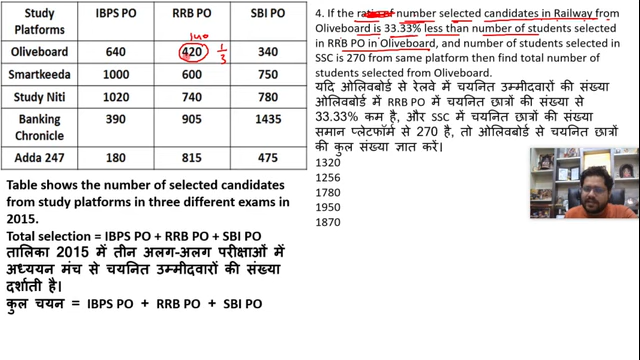 Study Platforms IBPS PO RRB PO SBI PO
140
Oliveboard 640 420 1/3 340
Smartkeeda 1000 600 750
Study Niti 1020 740 780
Banking Chronicle 390 905 1435
Adda 247 180 815 475
Table shows the number of selected candidates
from study platforms in three different exams in
2015.
Total selection = IBPS PO + RRB PO + SBI PO
तालिका 2015 में तीन अलग-अलग परीक्षाओं में
अध्ययन मंच से चयनित उम्मीदवारों की संख्या
दर्शाती है।
कुल चयन = IBPS PO + RRB PO + SBI PO
4. If the ratio of number selected candidates in Railway from
Oliveboard is 33.33% less than number of students selected
in RRB PO in Oliveboard, and number of students selected in
SSC is 270 from same platform then find total number of
students selected from Oliveboard.
यदि ओलिवबोर्ड से रेलवे में चयनित उम्मीदवारों की संख्या
ओलिवबोर्ड में RRB PO में चयनित छात्रों की संख्या से
33.33% कम है, और SSC में चयनित छात्रों की संख्या
समान प्लेटफॉर्म से 270 है, तो ओलिवबोर्ड से चयनित छात्रों
की कुल संख्या ज्ञात करें।
1320
1256
1780
1950
1870